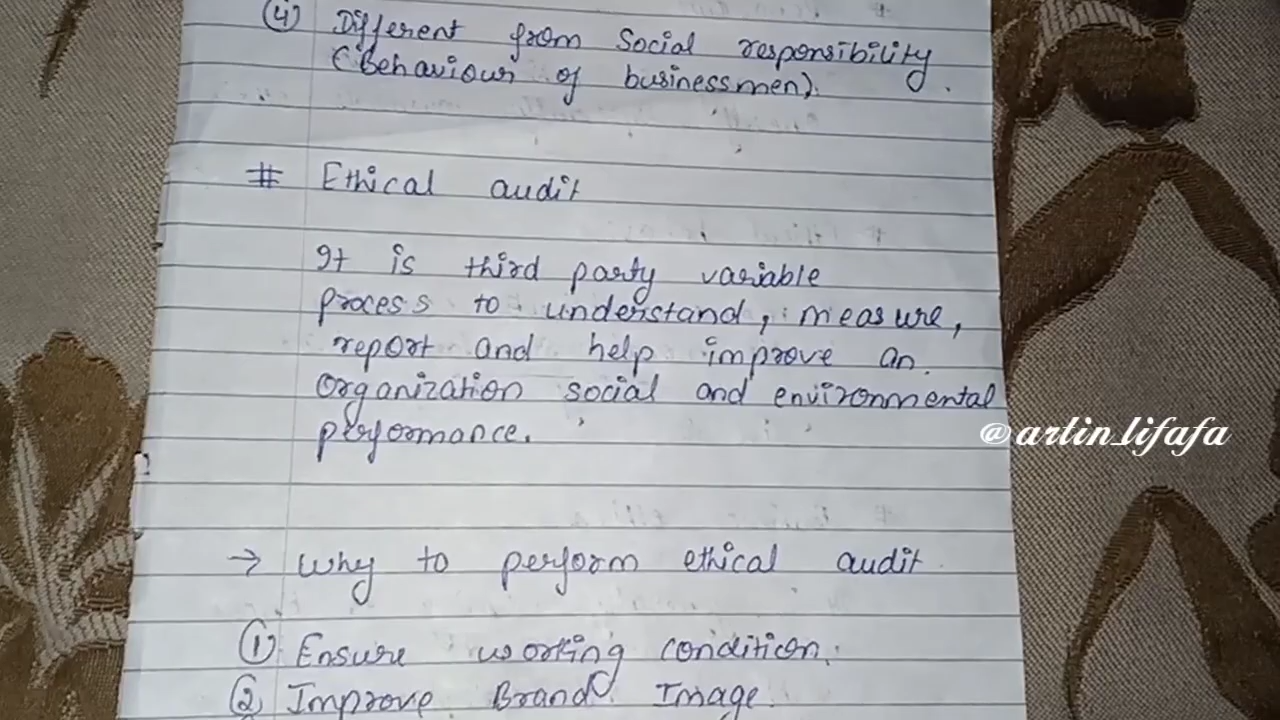 (4) Different from Social responsibility
(Behaviour of businessmen).
# Ethical audit
It is third party variable
process to understand, measure,
report and help improve an.
organization social and environmental
performance.
@artin_lifafa
→ Why to perform ethical audit
(1) Ensure working condition.
(2) Improve Brand Image.